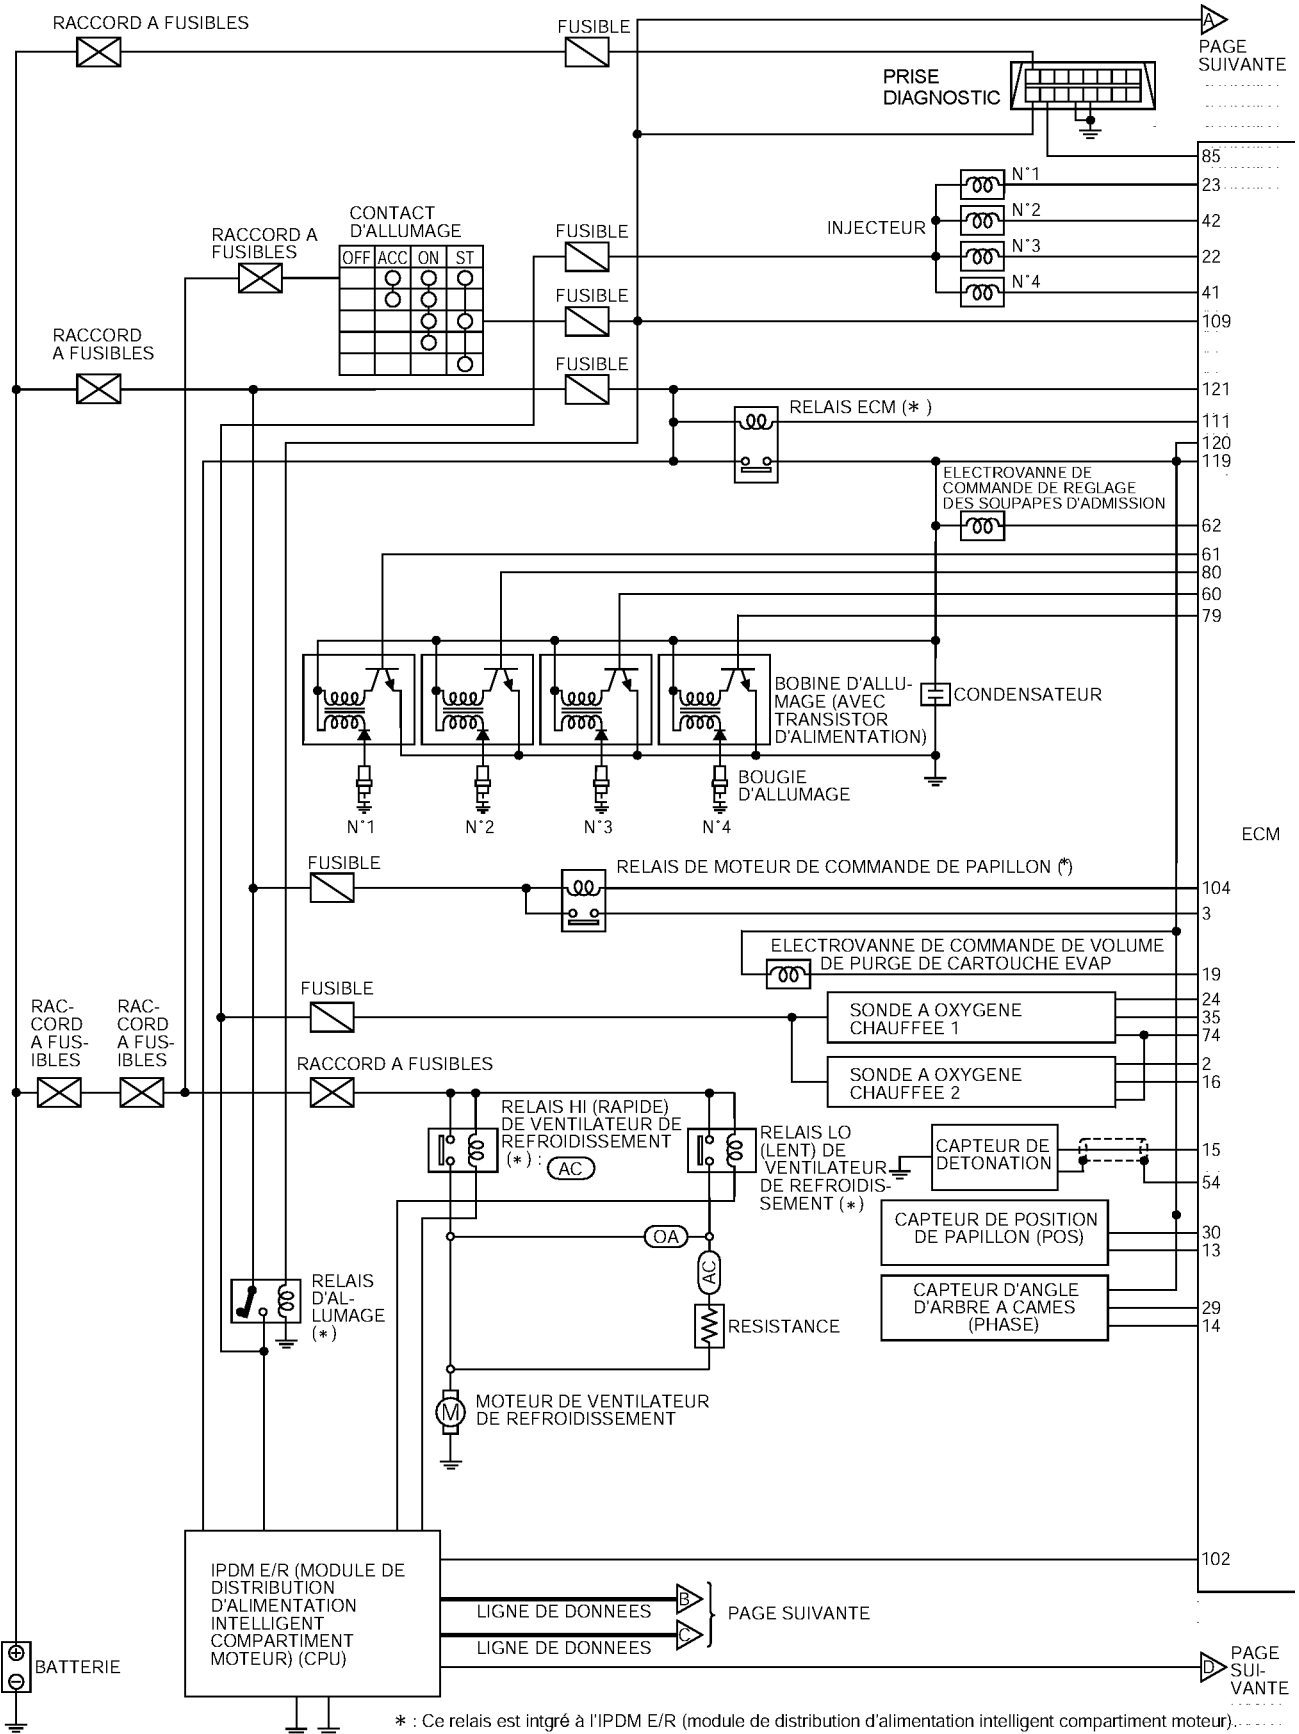 RACCORD A FUSIBLES
FUSIBLE
A
PAGE
SUIVANTE
PRISE
DIAGNOSTIC
85
N°1
23
N°2
42
INJECTEUR
N°3
22
N°4
41
CONTACT
D'ALLUMAGE
RACCORD A
FUSIBLES
OFF ACC ON ST
FUSIBLE
FUSIBLE
109
RACCORD
A FUSIBLES
FUSIBLE
121
RELAIS ECM (*)
111
120
119
ELECTROVANNE DE
COMMANDE DE REGLAGE
DES SOUPAPES D'ADMISSION
62
61
80
60
79
BOBINE D'ALLU-
MAGE (AVEC
TRANSISTOR
D'ALIMENTATION)
CONDENSATEUR
BOUGIE
D'ALLUMAGE
N°1 N°2 N°3 N°4
ECM
FUSIBLE
RELAIS DE MOTEUR DE COMMANDE DE PAPILLON (*)
104
3
ELECTROVANNE DE COMMANDE DE VOLUME
DE PURGE DE CARTOUCHE EVAP
19
FUSIBLE
24
SONDE A OXYGENE
CHAUFFEE 1
35
74
RAC-
CORD
A FUS-
IBLES
RAC-
CORD
A FUS-
IBLES
RACCORD A FUSIBLES
2
SONDE A OXYGENE
CHAUFFEE 2
16
RELAIS HI (RAPIDE)
DE VENTILATEUR DE
REFROIDISSEMENT
(*) : AC
RELAIS LO
(LENT) DE
VENTILATEUR
DE REFROIDIS-
SEMENT (*)
CAPTEUR DE
DETONATION
15
54
CAPTEUR DE POSITION
DE PAPILLON (POS)
30
13
OA
AC
RELAIS
D'AL-
LUMAGE
(*)
CAPTEUR D'ANGLE
D'ARBRE A CAMES
(PHASE)
29
14
RESISTANCE
M
MOTEUR DE VENTILATEUR
DE REFROIDISSEMENT
102
IPDM E/R (MODULE DE
DISTRIBUTION
D'ALIMENTATION
INTELLIGENT
COMPARTIMENT
MOTEUR) (CPU)
B
LIGNE DE DONNEES
PAGE SUIVANTE
C
LIGNE DE DONNEES
BATTERIE
D
PAGE
SUI-
VANTE
* : Ce relais est intgré à l'IPDM E/R (module de distribution d'alimentation intelligent compartiment moteur).